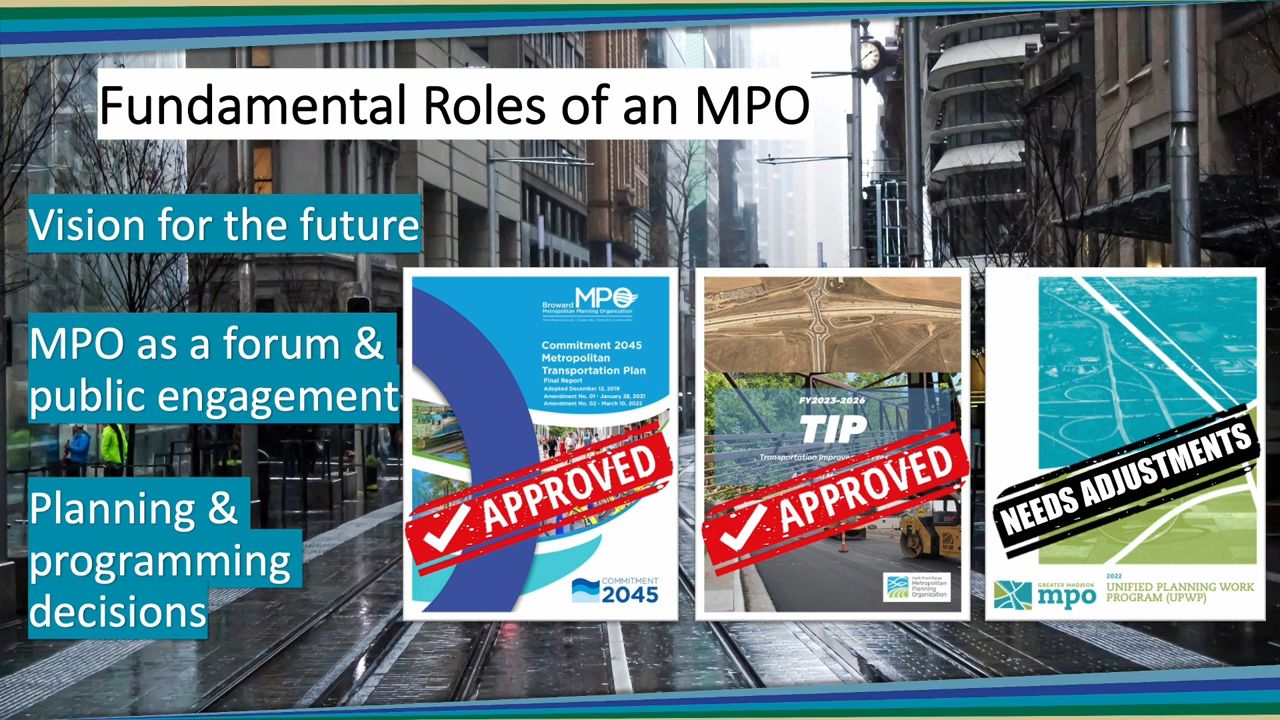 Fundamental Roles of an MPO
Vision for the future
MPO as a forum &
public engagement
Planning &
programming
decisions
Broward MPO
Metropolitan Planning Organization
Commitment 2045
Metropolitan
Transportation Plan
Final Report
Adopted December 12, 2019
Amendment No. 01 - January 28, 2021
Amendment No. 02 - March 10, 2022
APPROVED
COMMITMENT
2045
FY2023-2026
TIP
Transportation
APPROVED
North Front Range
Metropolitan
Planning
Organization
NEEDS ADJUSTMENTS
GREATER MADISON
mpo
2022
UNIFIED PLANNING WORK
PROGRAM (UPWP)